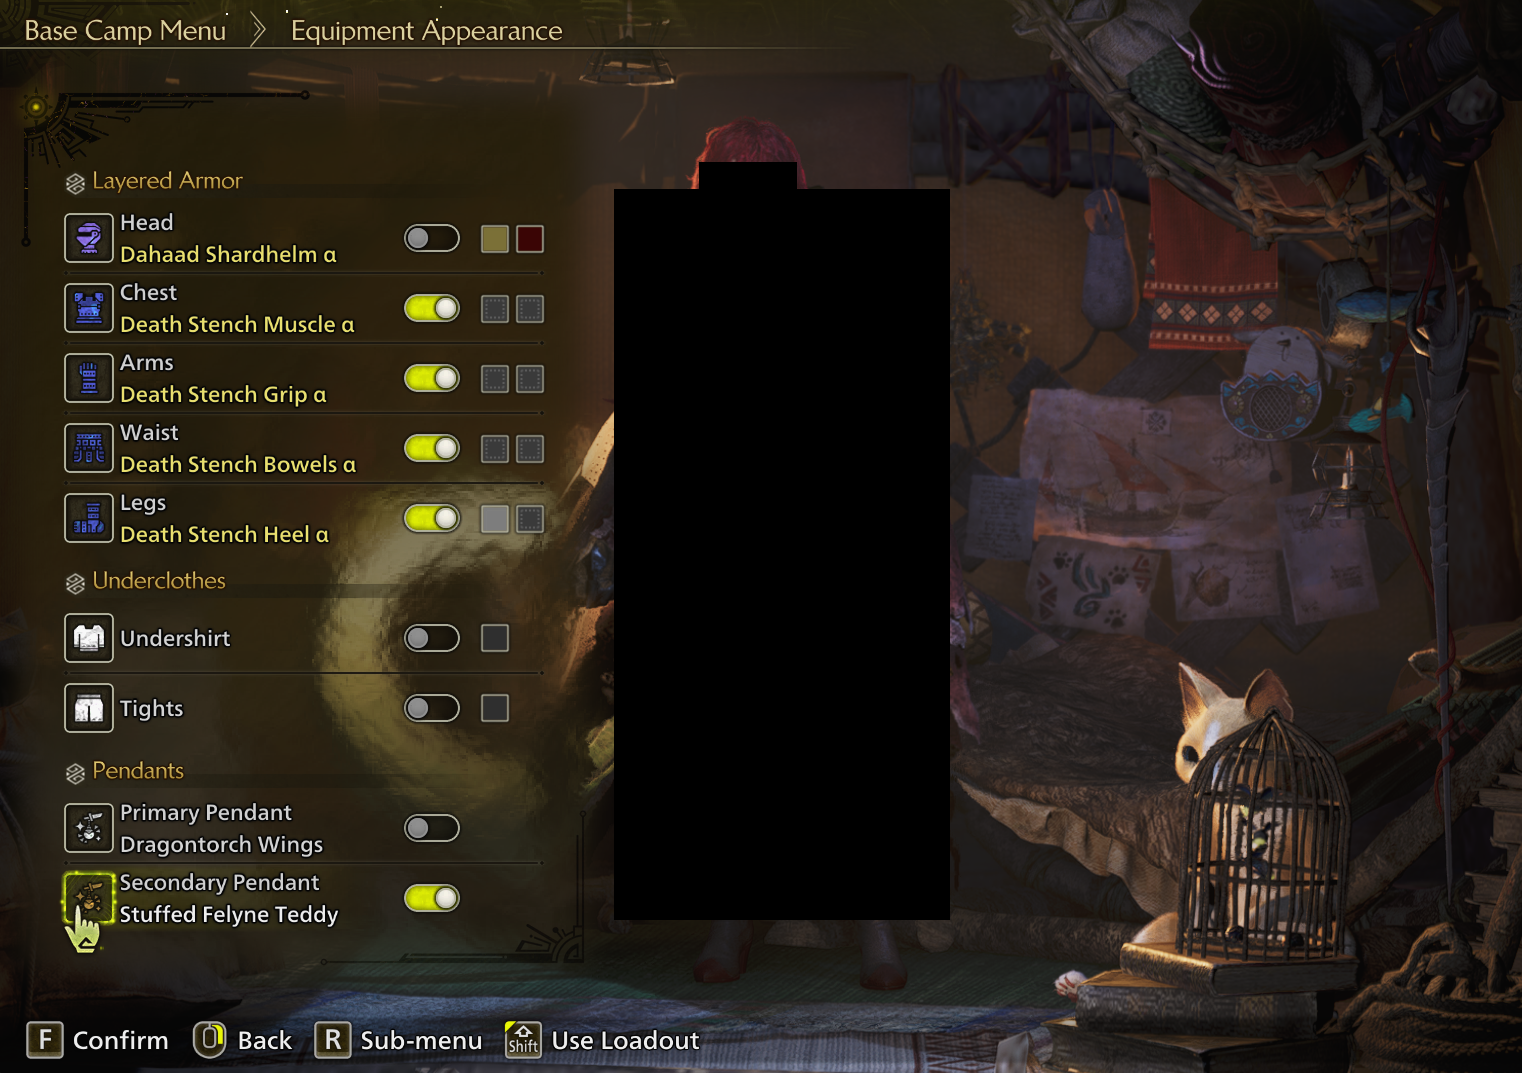 Base Camp Menu
Equipment Appearance
Layered Armor
Head
Dahaad Shardhelm α
Chest
Death Stench Muscle α
Arms
Death Stench Grip α
Waist
Death Stench Bowels α
Legs
Death Stench Heel α
Underclothes
Undershirt
Tights
Pendants
Primary Pendant
Dragontorch Wings
Secondary Pendant
Stuffed Felyne Teddy
F Confirm
Back
R Sub-menu
Shift Use Loadout